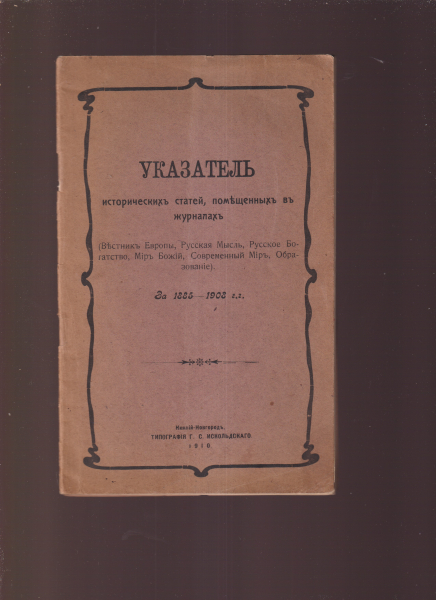 УКАЗАТЕЛЬ
историческихъ статей, помѣщенныхъ въ
журналахъ
(Вѣстникъ Европы, Русская Мысль, Русское Бо-
гатство, Міръ Божій, Современный Міръ, Обра-
зованіе).
За 1885—1908 г.г.
Нижній-Новгородъ.
ТИПОГРАФІЯ Г. С. ИСКОЛЬДСКАГО
1910